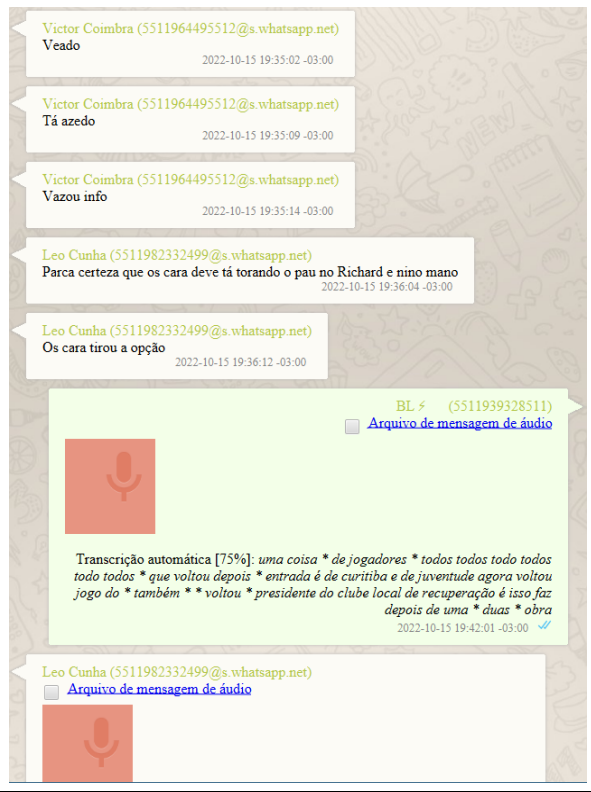 Victor Coimbra (5511964495512@s.whatsapp.net)
Veado
2022-10-15 19:35:02 -03:00
Victor Coimbra (5511964495512@s.whatsapp.net)
Tá azedo
2022-10-15 19:35:09 -03:00
Victor Coimbra (5511964495512@s.whatsapp.net)
Vazou info
2022-10-15 19:35:14 -03:00
Leo Cunha (5511982332499@s.whatsapp.net)
Parca certeza que os cara deve tá torando o pau no Richard e nino mano
2022-10-15 19:36:04 -03:00
Leo Cunha (5511982332499@s.whatsapp.net)
Os cara tirou a opção
2022-10-15 19:36:12 -03:00
BL⚡ (5511939328511)
Arquivo de mensagem de áudio
Transcrição automática [75%]: uma coisa * de jogadores * todos todos todo todos
todo todos * que voltou depois * entrada é de curitiba e de juventude agora voltou
jogo do * também * * voltou * presidente do clube local de recuperação é isso faz
depois de uma * duas * obra
2022-10-15 19:42:01 -03:00
Leo Cunha (5511982332499@s.whatsapp.net)
Arquivo de mensagem de áudio